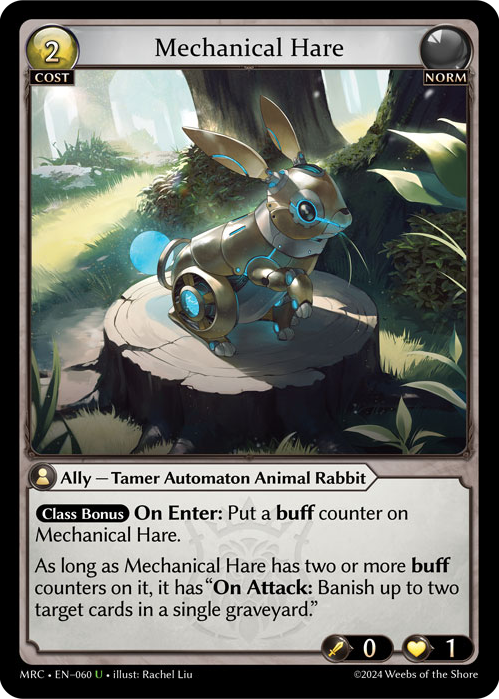 2
Mechanical Hare
COST
NORM
Ally — Tamer Automaton Animal Rabbit
Class Bonus On Enter: Put a buff counter on
Mechanical Hare.
As long as Mechanical Hare has two or more buff
counters on it, it has “On Attack: Banish up to two
target cards in a single graveyard.”
0
1
MRC • EN–060 U • illust: Rachel Liu
©2024 Weebs of the Shore